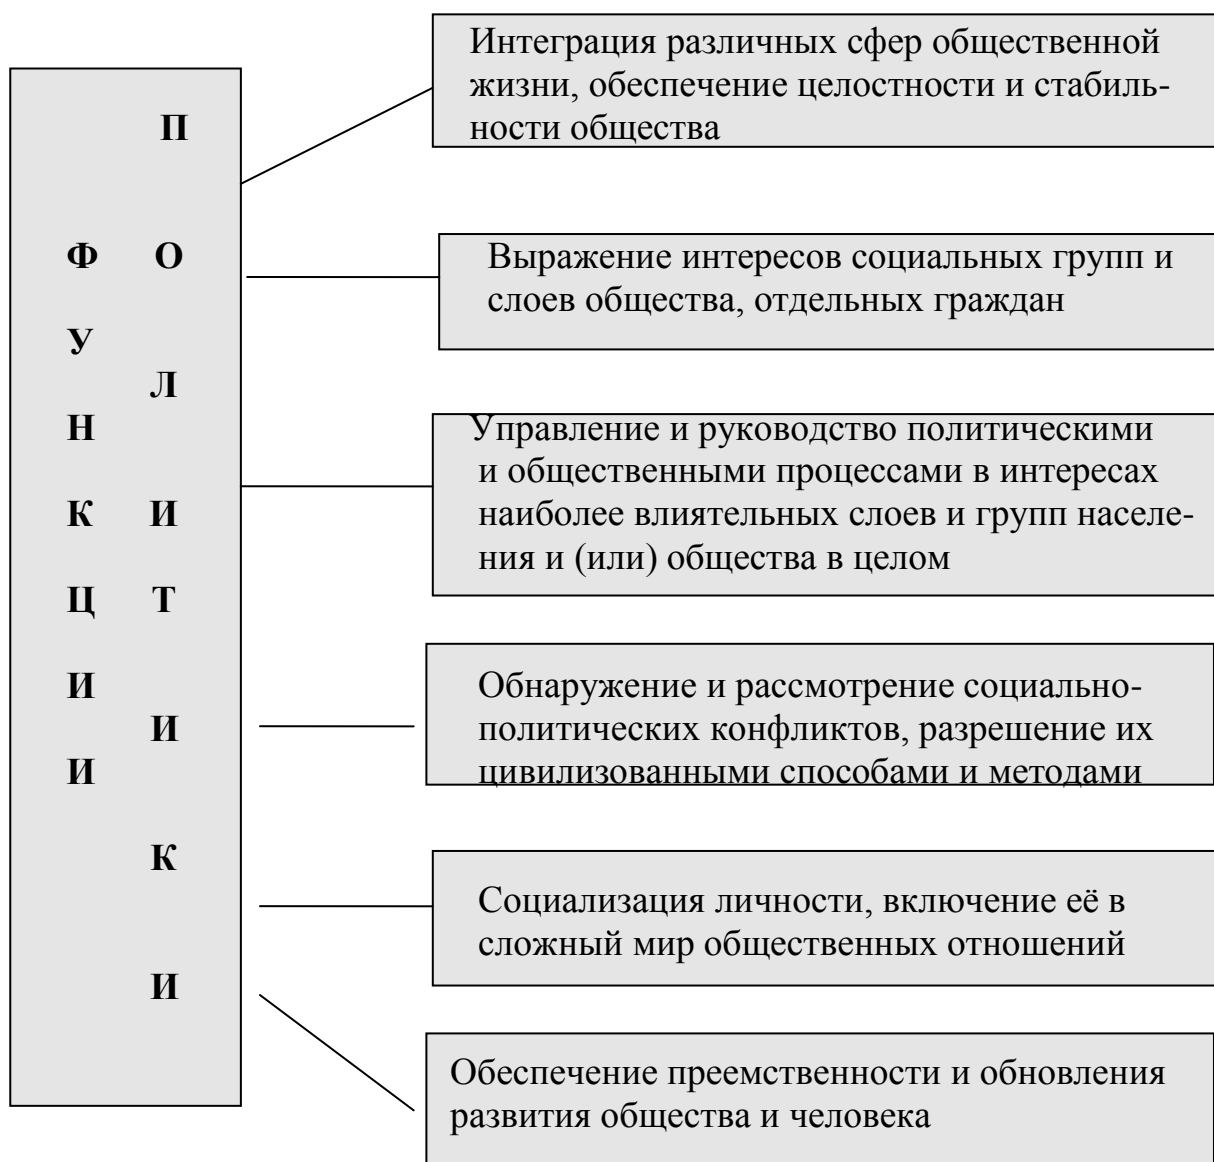 ФУНКЦИИ
ПОЛИТИКИ
Интеграция различных сфер общественной
жизни, обеспечение целостности и стабиль-
ности общества
Выражение интересов социальных групп и
слоев общества, отдельных граждан
Управление и руководство политическими
и общественными процессами в интересах
наиболее влиятельных слоев и групп населе-
ния и (или) общества в целом
Обнаружение и рассмотрение социально-
политических конфликтов, разрешение их
цивилизованными способами и методами
Социализация личности, включение её в
сложный мир общественных отношений
Обеспечение преемственности и обновления
развития общества и человека